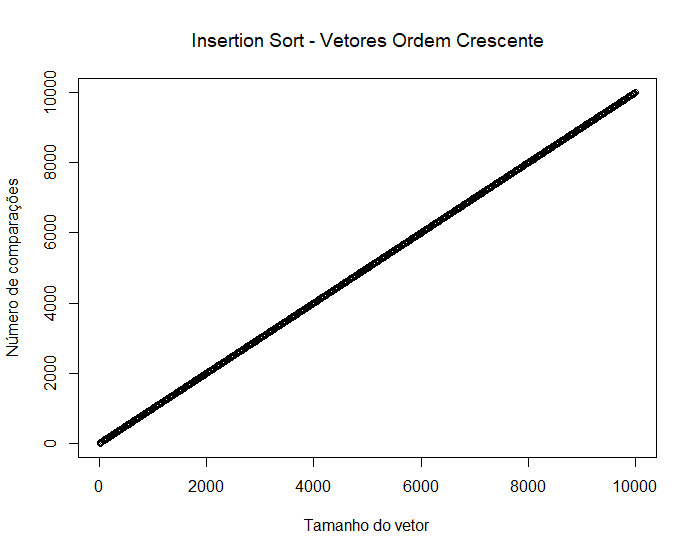 Insertion Sort - Vetores Ordem Crescente
Número de comparações
10000
8000
6000
4000
2000
0
0 2000 4000 6000 8000 10000
Tamanho do vetor